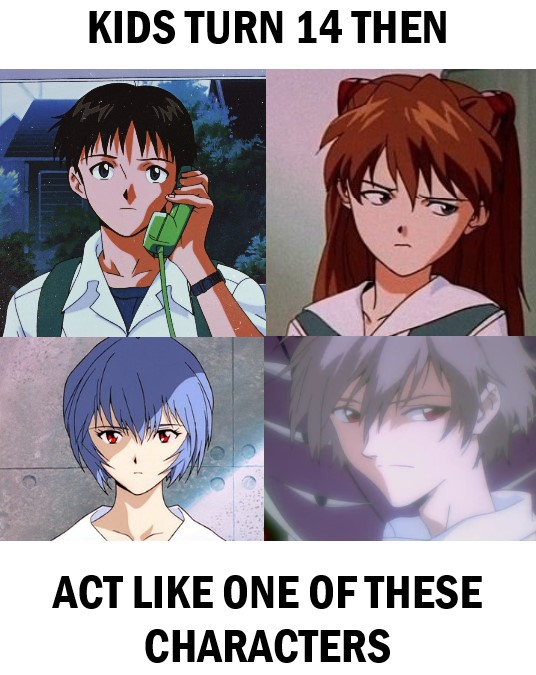 KIDS TURN 14 THEN
ACT LIKE ONE OF THESE
CHARACTERS